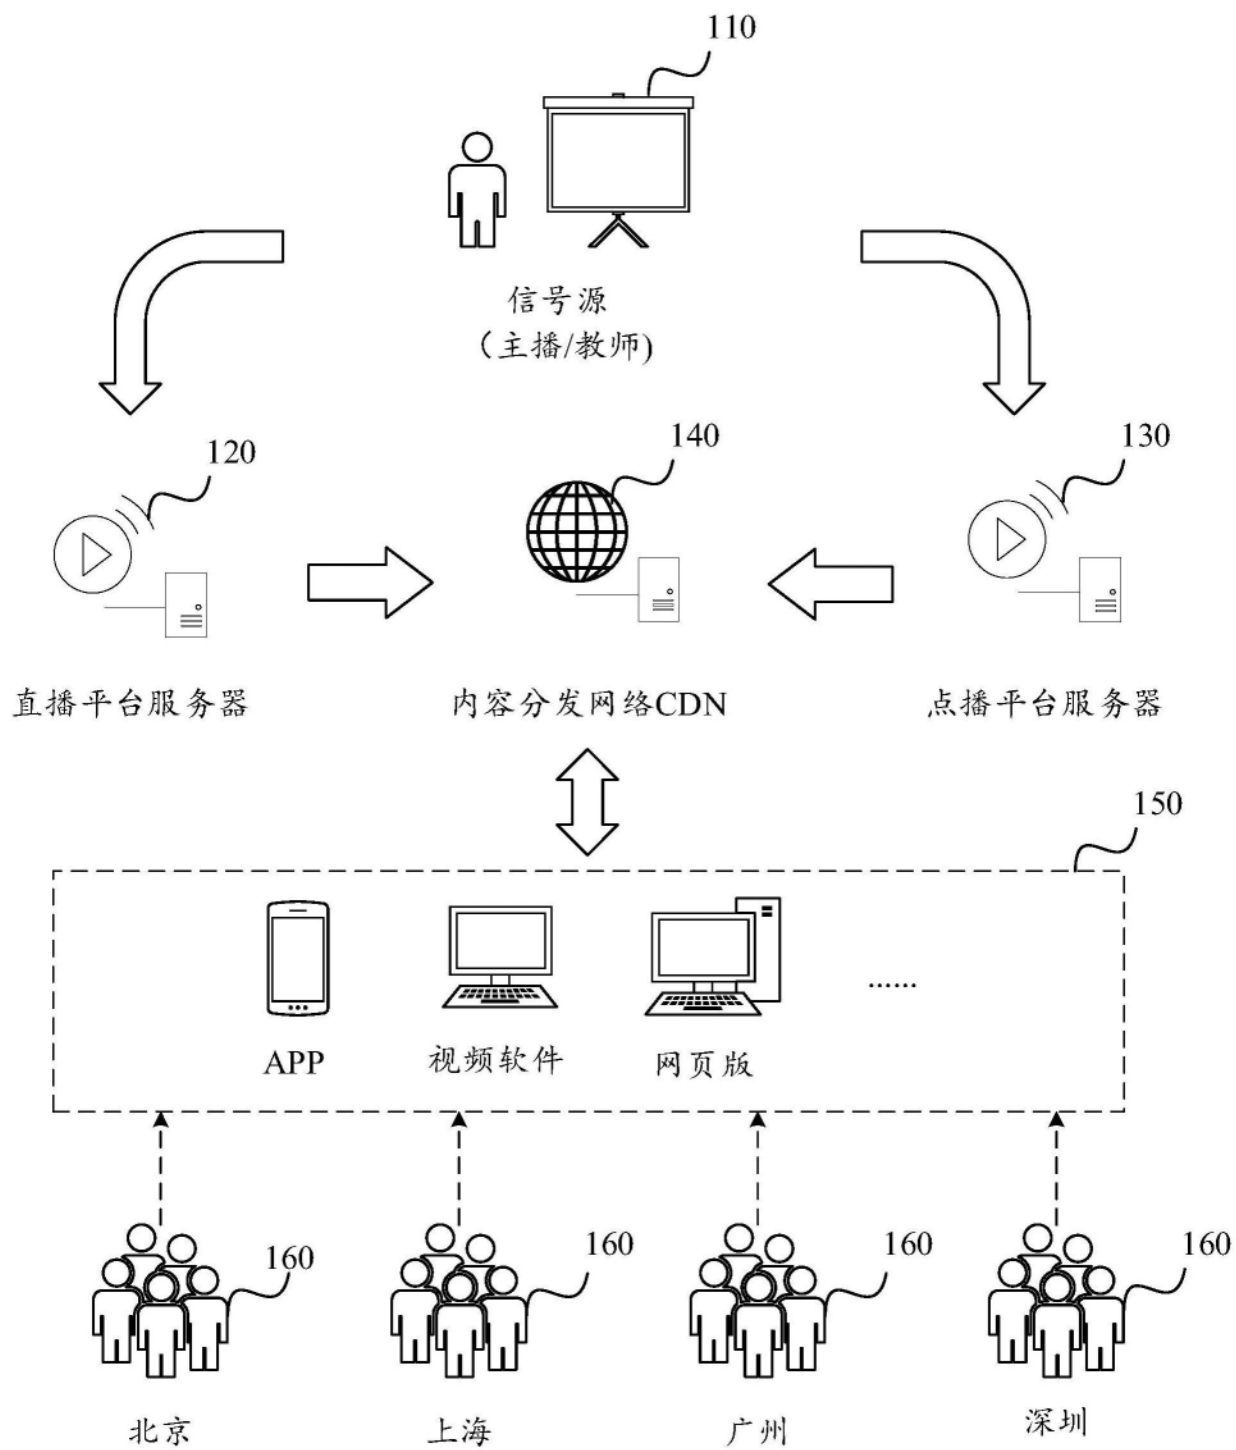 110
信号源
（主播/教师)
120
140
130
直播平台服务器
内容分发网络CDN
点播平台服务器
150
APP
视频软件
网页版
......
160
160
160
160
北京
上海
广州
深圳